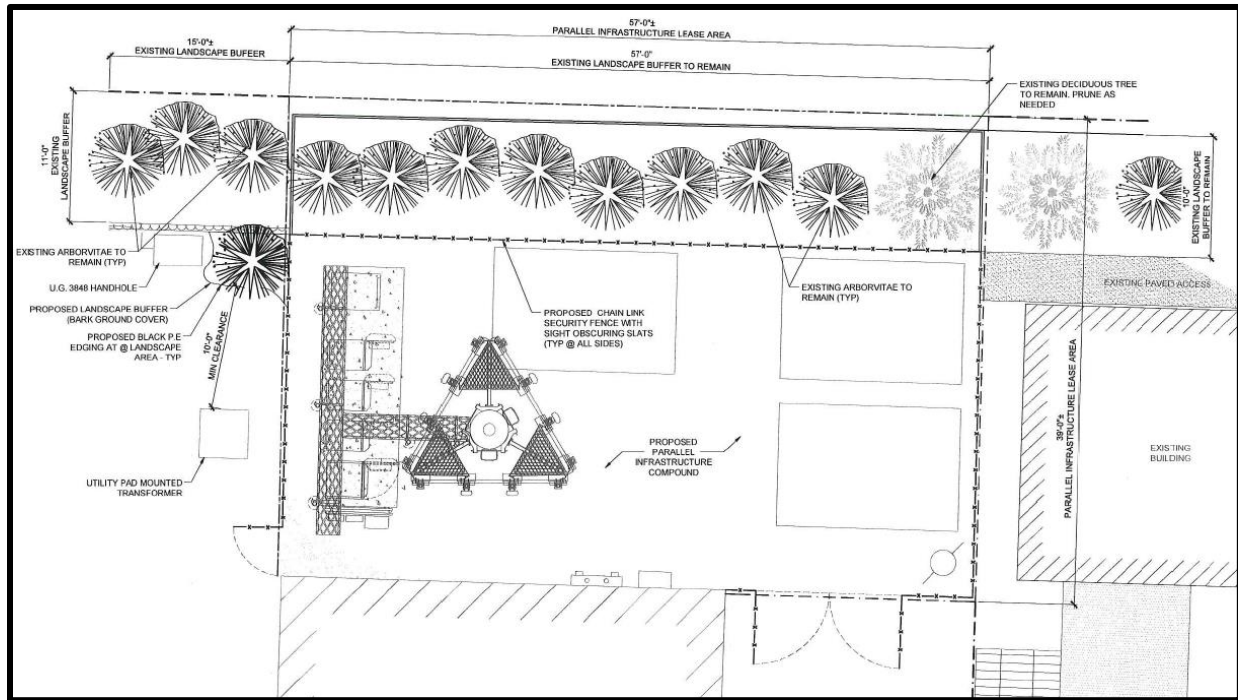 57'-0"±
PARALLEL INFRASTRUCTURE LEASE AREA
15'-0"±
EXISTING LANDSCAPE BUFEER
57'-0"
EXISTING LANDSCAPE BUFFER TO REMAIN
EXISTING DECIDUOUS TREE
TO REMAIN. PRUNE AS
NEEDED
11'-0"
EXISTING
LANDSCAPE BUFFER
10'-0"
EXISTING LANDSCAPE
BUFFER TO REMAIN
EXISTING ARBORVITAE TO
REMAIN (TYP)
U.G. 3848 HANDHOLE
PROPOSED LANDSCAPE BUFFER
(BARK GROUND COVER)
PROPOSED BLACK P.E
EDGING AT @ LANDSCAPE
AREA - TYP
10'-0"
MIN CLEARANCE
PROPOSED CHAIN LINK
SECURITY FENCE WITH
SIGHT OBSCURING SLATS
(TYP @ ALL SIDES)
EXISTING ARBORVITAE TO
REMAIN (TYP)
EXISTING PAVED ACCESS
39'-0"±
PARALLEL INFRASTRUCTURE LEASE AREA
PROPOSED
PARALLEL
INFRASTRUCTURE
COMPOUND
EXISTING
BUILDING
UTILITY PAD MOUNTED
TRANSFORMER